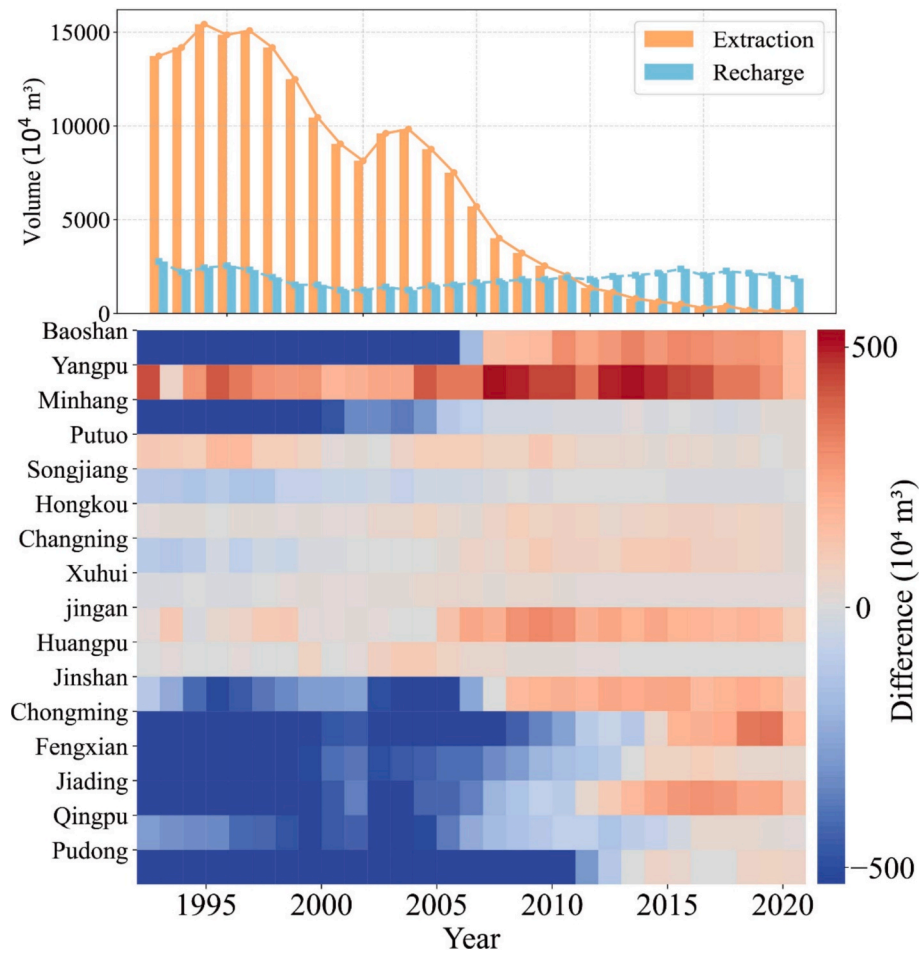 15000
10000
5000
0
Volume (10⁴ m³)
Extraction
Recharge
Baoshan
Yangpu
Minhang
Putuo
Songjiang
Hongkou
Changning
Xuhui
jingan
Huangpu
Jinshan
Chongming
Fengxian
Jiading
Qingpu
Pudong
500
0
−500
Difference (10⁴ m³)
1995 2000 2005 2010 2015 2020
Year